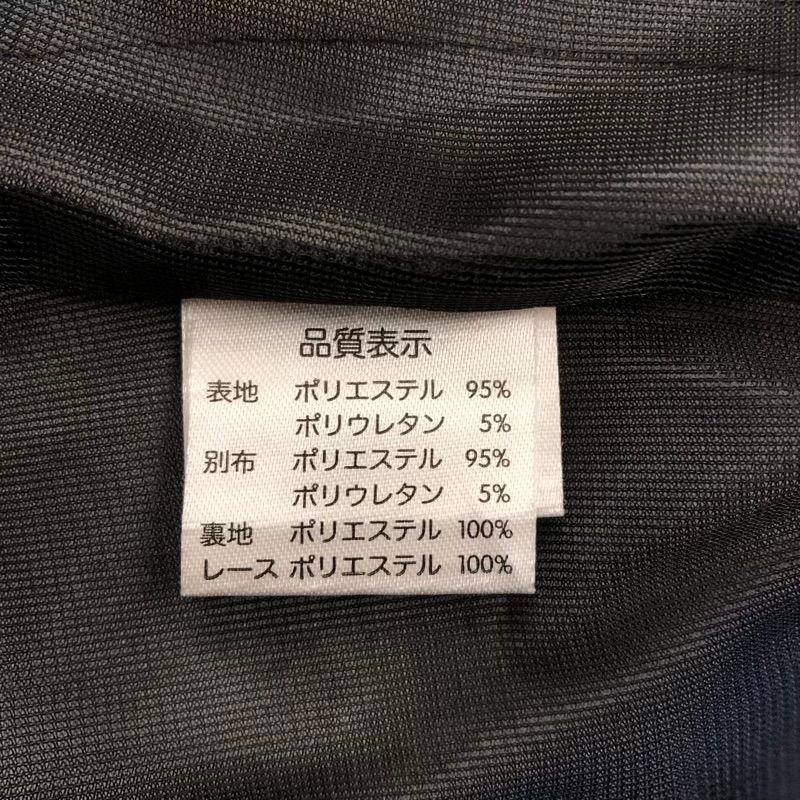 品質表示
表地 ポリエステル 95%
ポリウレタン 5%
別布 ポリエステル 95%
ポリウレタン 5%
裏地 ポリエステル 100%
レース ポリエステル 100%